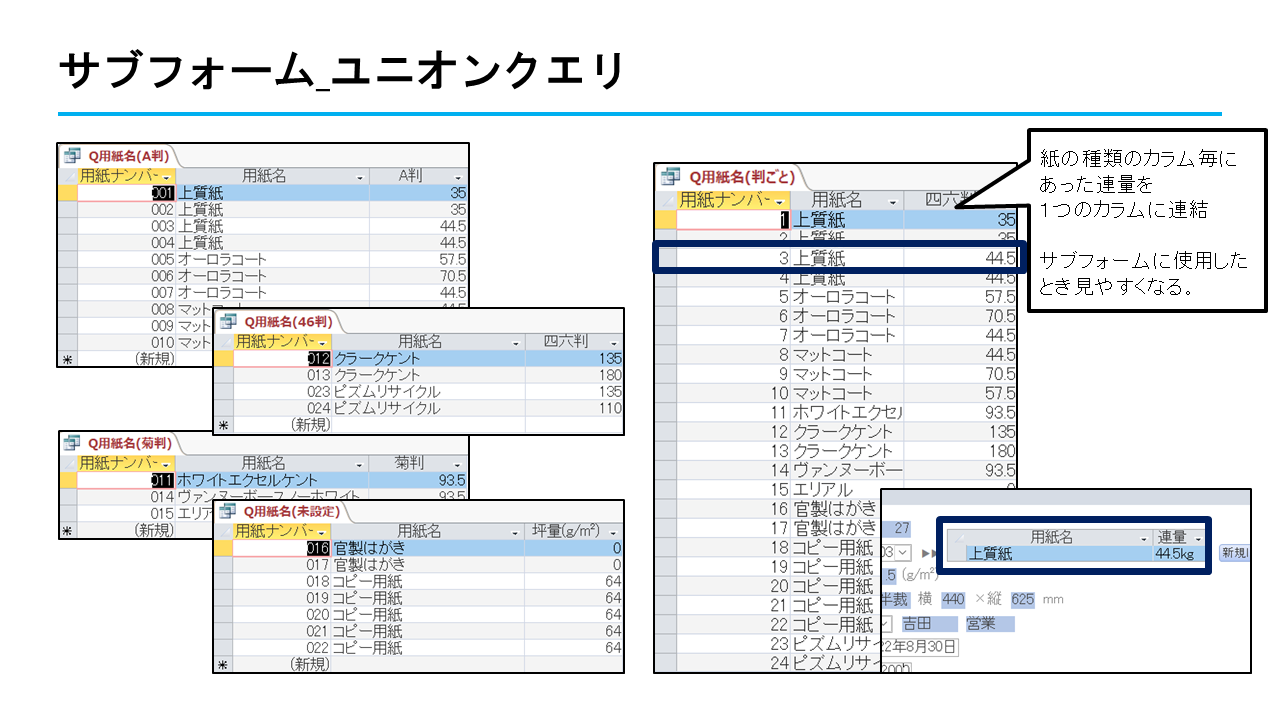 サブフォーム_ユニオンクエリ
Q用紙名(A判)
用紙ナンバー 用紙名 A判
001 上質紙 35
002 上質紙 35
003 上質紙 44.5
004 上質紙 44.5
005 オーロラコート 57.5
006 オーロラコート 70.5
007 オーロラコート 44.5
008 マットコート 44.5
009 マット
010 マット
(新規)
Q用紙名(46判)
用紙ナンバー 用紙名 四六判
012 クラークケント 135
013 クラークケント 180
023 ピズムリサイクル 135
024 ピズムリサイクル 110
(新規)
Q用紙名(菊判)
用紙ナンバー 用紙名 菊判
011 ホワイトエクセルケント 93.5
014 ヴァンヌーボースノーホワイト 93.5
015 エリア
(新規)
Q用紙名(未設定)
用紙ナンバー 用紙名 坪量(g/m²)
016 官製はがき 0
017 官製はがき 0
018 コピー用紙 64
019 コピー用紙 64
020 コピー用紙 64
021 コピー用紙 64
022 コピー用紙 64
(新規)
Q用紙名(判ごと)
用紙ナンバー 用紙名 四六判
1 上質紙 35
2 上質紙 35
3 上質紙 44.5
4 上質紙 44.5
5 オーロラコート 57.5
6 オーロラコート 70.5
7 オーロラコート 44.5
8 マットコート 44.5
9 マットコート 70.5
10 マットコート 57.5
11 ホワイトエクセル 93.5
12 クラークケント 135
13 クラークケント 180
14 ヴァンヌーボー 93.5
15 エリアル 0
16 官製はがき
17 官製はがき
18 コピー用紙
19 コピー用紙
20 コピー用紙
21 コピー用紙
22 コピー用紙
23 ピズムリサイ
24 ピズムリサイ
紙の種類のカラム毎に
あった連量を
1つのカラムに連結
サブフォームに使用した
とき見やすくなる。
27
用紙名 連量
03 上質紙 44.5kg 新規
.5 (g/m²)
半裁 横 440 ×縦 625 mm
吉田 営業
22年8月30日